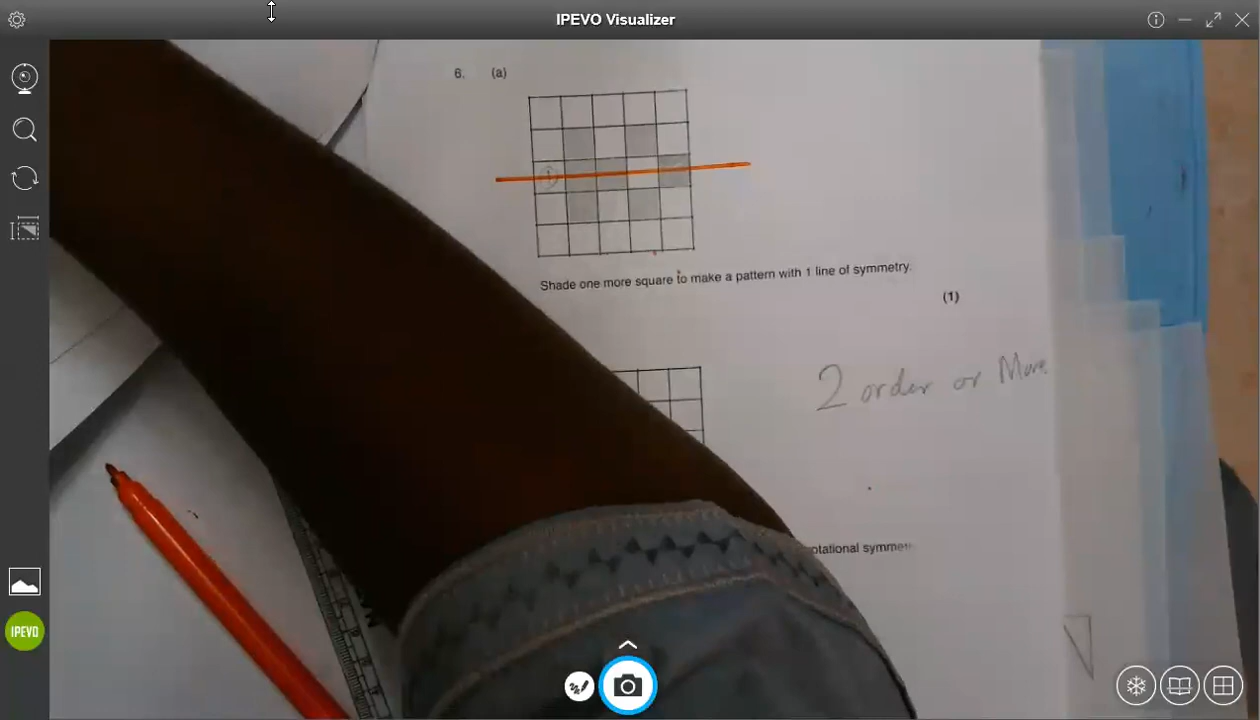 IPEVO Visualizer
6. (a)
Shade one more square to make a pattern with 1 line of symmetry.
(1)
2 order or More
otational symme
IPEVO